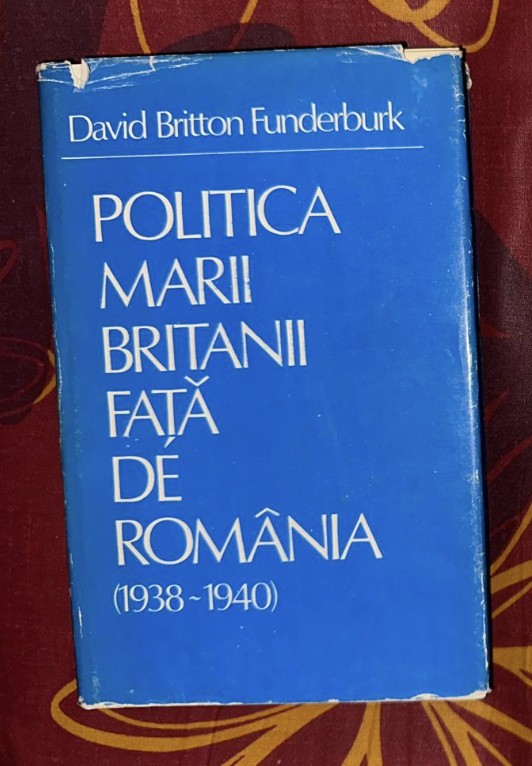 David Britton Funderburk
POLITICA
MARII
BRITANII
FAȚĂ
DE
ROMÂNIA
(1938~1940)